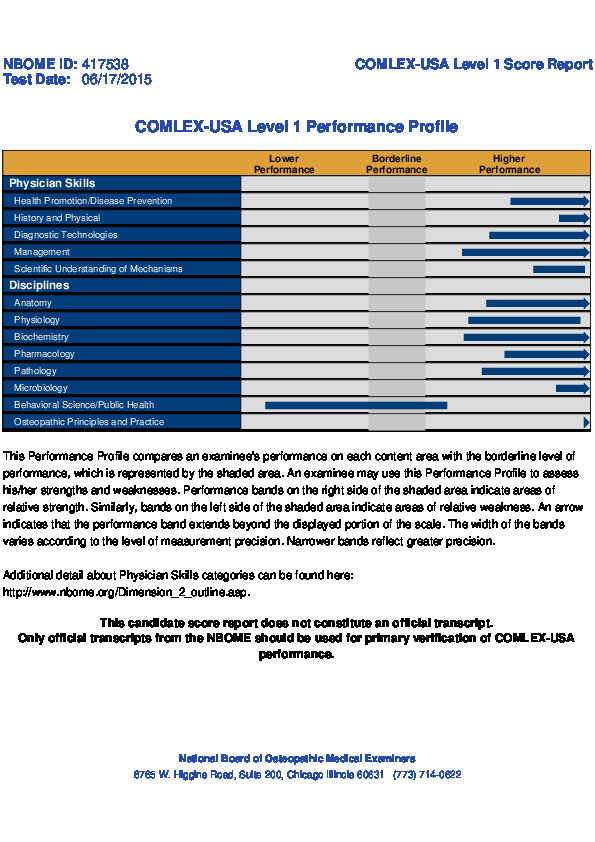 NBOME ID: 417538
COMLEX-USA Level 1 Score Report
Test Date: 06/17/2015
COMLEX-USA Level 1 Performance Profile
Lower Performance
Borderline Performance
Higher Performance
Physician Skills
Health Promotion/Disease Prevention
History and Physical
Diagnostic Technologies
Management
Scientific Understanding of Mechanisms
Disciplines
Anatomy
Physiology
Biochemistry
Pharmacology
Pathology
Microbiology
Behavioral Science/Public Health
Osteopathic Principles and Practice
This Performance Profile compares an examinee's performance on each content area with the borderline level of
performance, which is represented by the shaded area. An examinee may use this Performance Profile to assess
his/her strengths and weaknesses. Performance bands on the right side of the shaded area indicate areas of
relative strength. Similarly, bands on the left side of the shaded area indicate areas of relative weakness. An arrow
indicates that the performance band extends beyond the displayed portion of the scale. The width of the bands
varies according to the level of measurement precision. Narrower bands reflect greater precision.
Additional detail about Physician Skills categories can be found here:
http://www.nbome.org/Dimension_2_outline.asp.
This candidate score report does not constitute an official transcript.
Only official transcripts from the NBOME should be used for primary verification of COMLEX-USA
performance.
National Board of Osteopathic Medical Examiners
8765 W. Higgins Road, Suite 200, Chicago Illinois 60631 (773) 714-0622